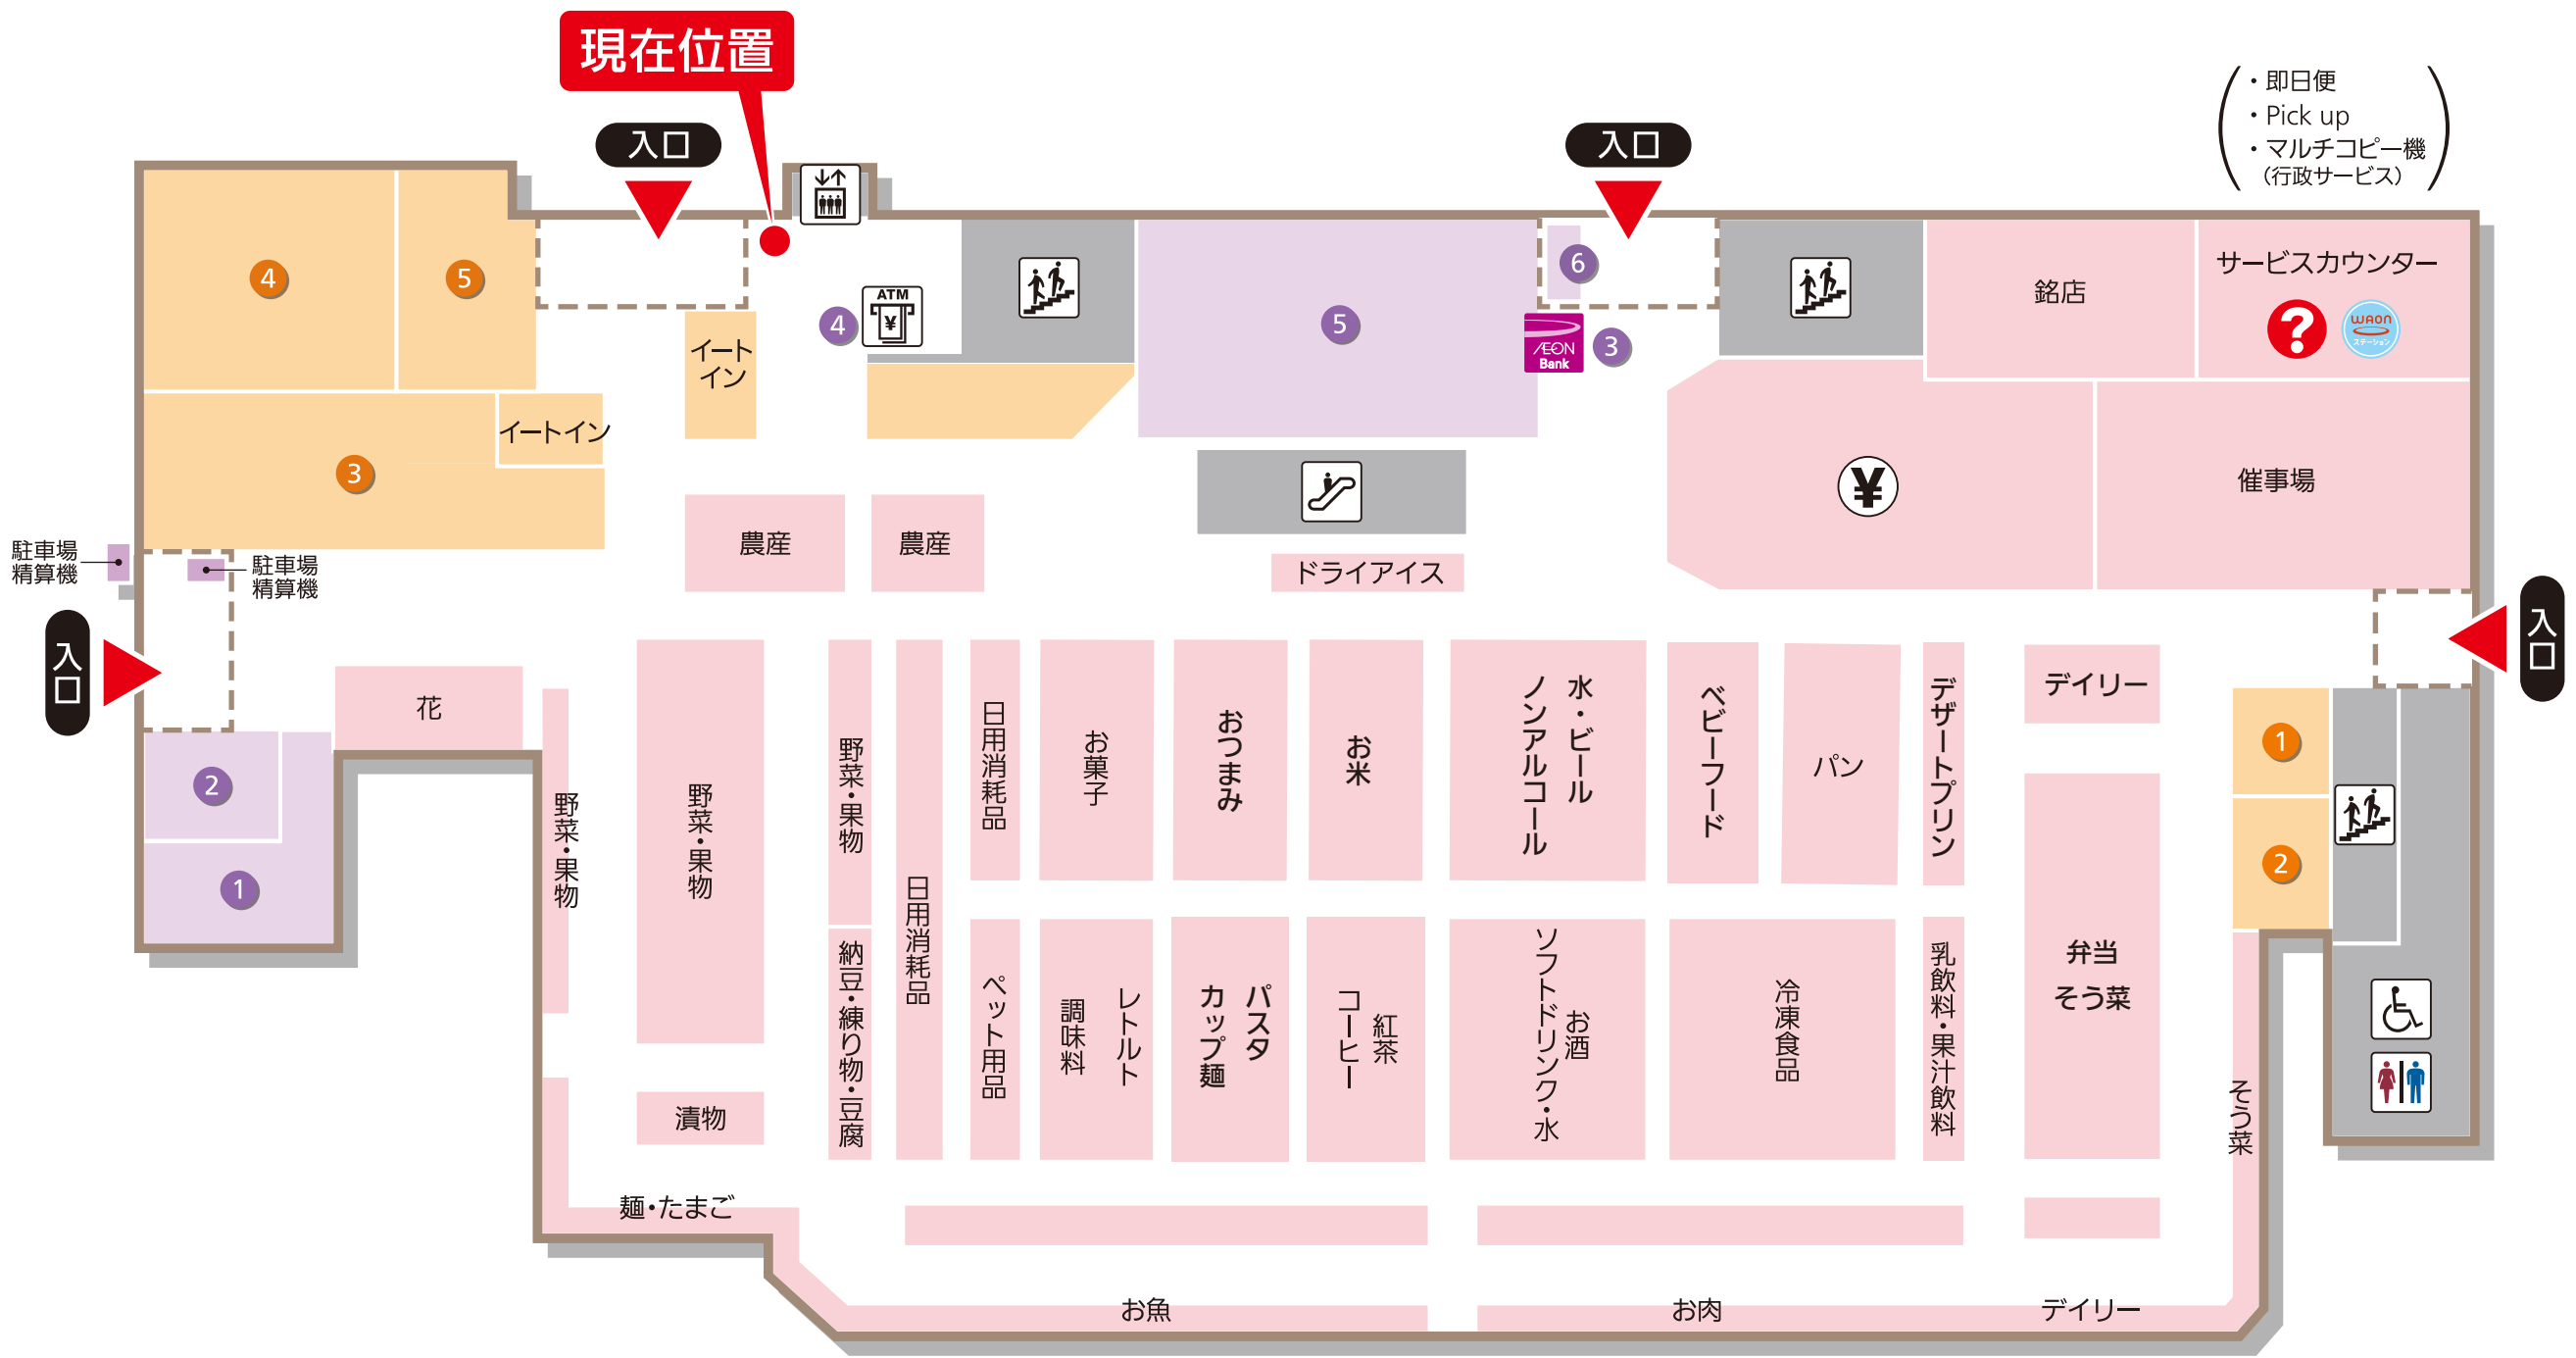 現在位置
入口
入口
・即日便
・Pick up
・マルチコピー機
（行政サービス）
4
5
イート
イン
4
ATM
¥
5
6
ÆON
Bank
3
銘店
サービスカウンター
?
WAON
ステーション
イートイン
3
¥
催事場
農産
農産
ドライアイス
駐車場
精算機
駐車場
精算機
入口
入口
花
2
1
野菜・果物
野菜・果物
野菜・果物
納豆・練り物・豆腐
日用消耗品
日用消耗品
ペット用品
お菓子
レトルト
調味料
おつまみ
パスタ
カップ麺
お米
紅茶
コーヒー
水・ビール
ノンアルコール
お酒
ソフトドリンク・水
ベビーフード
パン
冷凍食品
デザートプリン
乳飲料・果汁飲料
デイリー
弁当
そう菜
1
2
そう菜
漬物
麺・たまご
お魚
お肉
デイリー